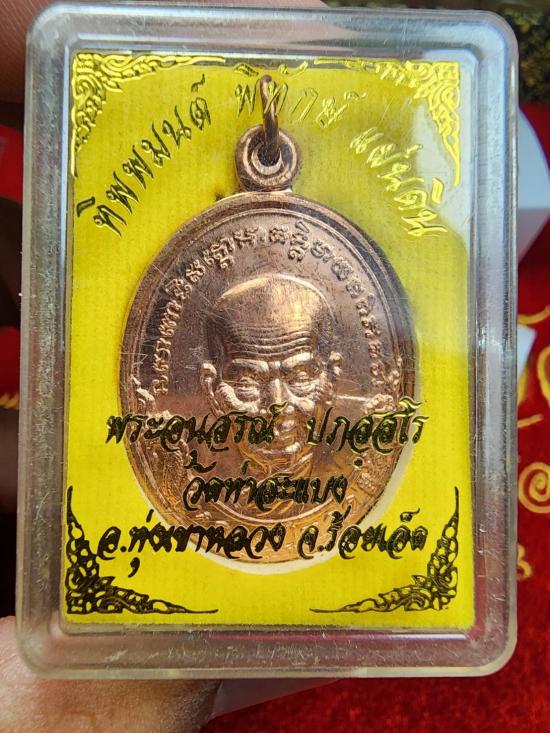 ทิพพมนต์ พิทักษ์ แผ่นดิน
พระอนุสรณ์ ปภสฺสโร
วัดท่าสะแบง
อ.ทุ่งเขาหลวง จ.ร้อยเอ็ด